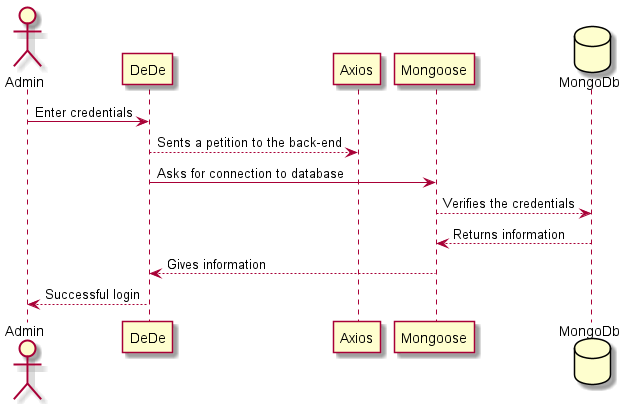 Admin
DeDe
Axios
Mongoose
MongoDb
Enter credentials
Sents a petition to the back-end
Asks for connection to database
Verifies the credentials
Returns information
Gives information
Successful login
Admin
DeDe
Axios
Mongoose
MongoDb